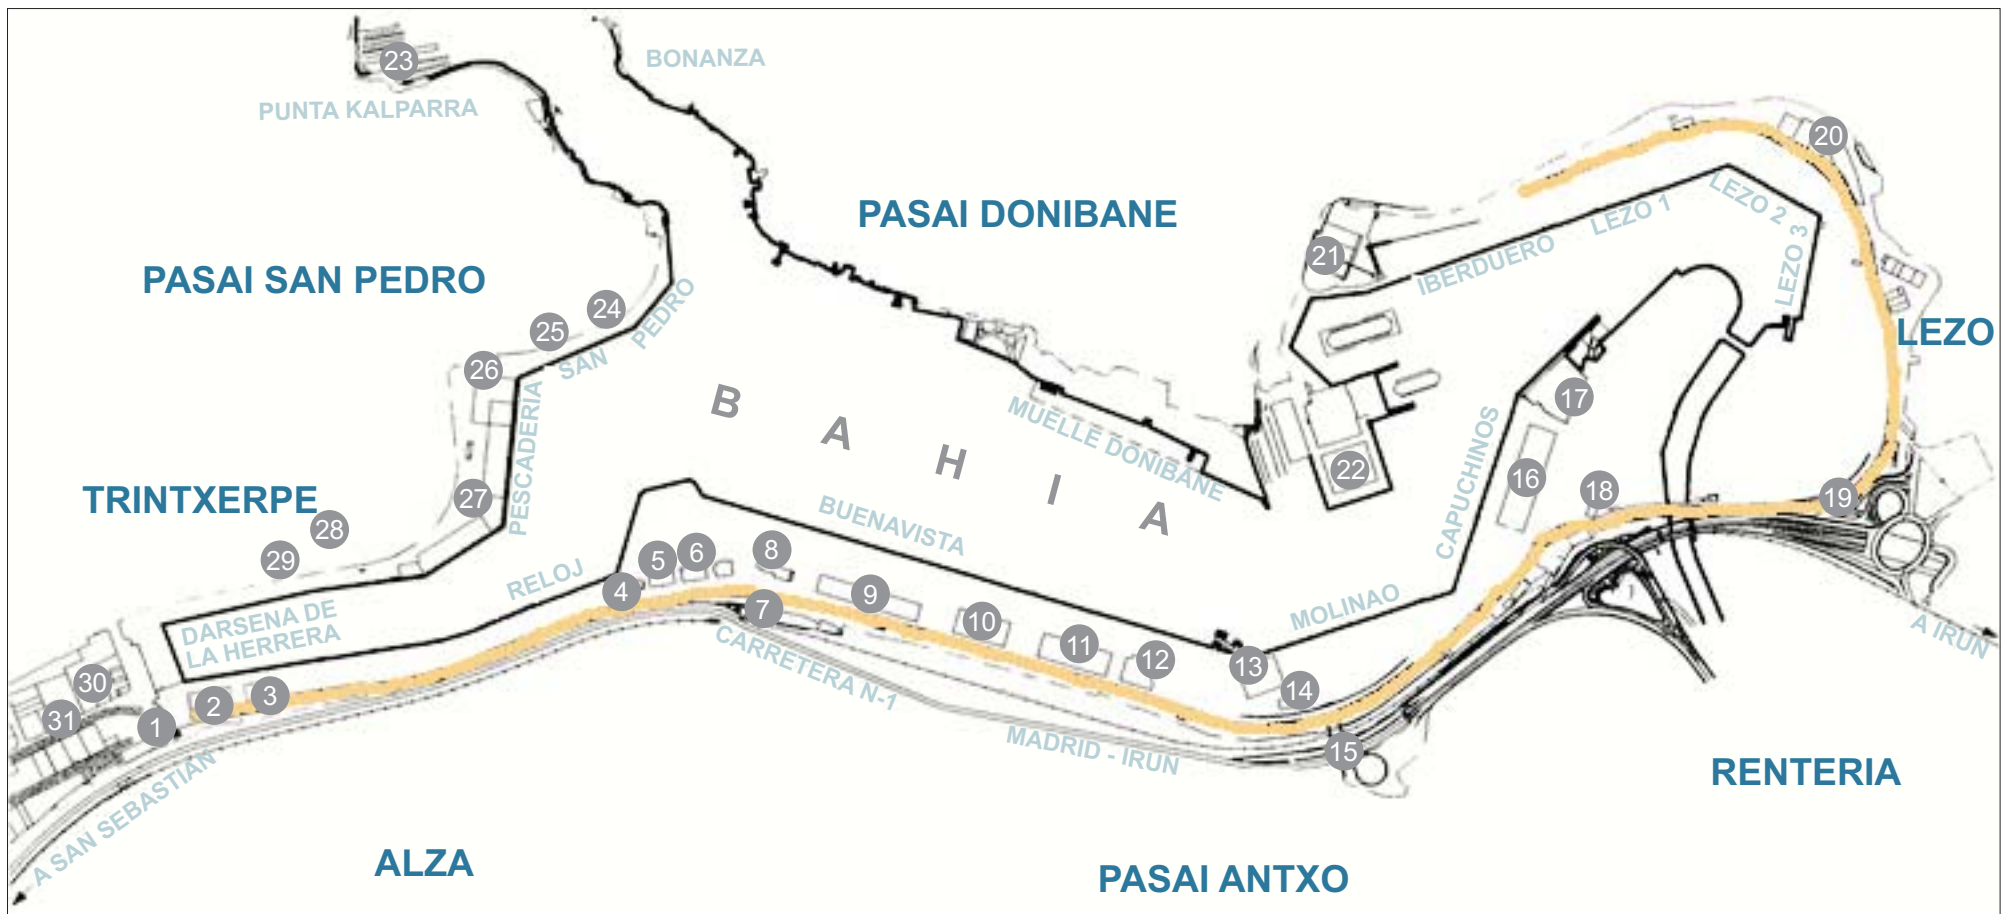 23
BONANZA
PUNTA KALPARRA
20
PASAI DONIBANE
LEZO 1
LEZO 2
LEZO 3
21
IBERDUERO
PASAI SAN PEDRO
24
25
SAN PEDRO
LEZO
26
PESCADERIA
B A H I A
MUELLE DONIBANE
17
CAPUCHINOS
22
16
18
19
TRINTXERPE
27
28
29
BUENAVISTA
RELOJ
4
5
6
8
7
9
10
11
12
13
14
MOLINAO
A IRUN
DARSENA DE
LA HERRERA
CARRETERA N-1
30
31
1
2
3
MADRID - IRUN
15
A SAN SEBASTIÁN
RENTERIA
ALZA
PASAI ANTXO